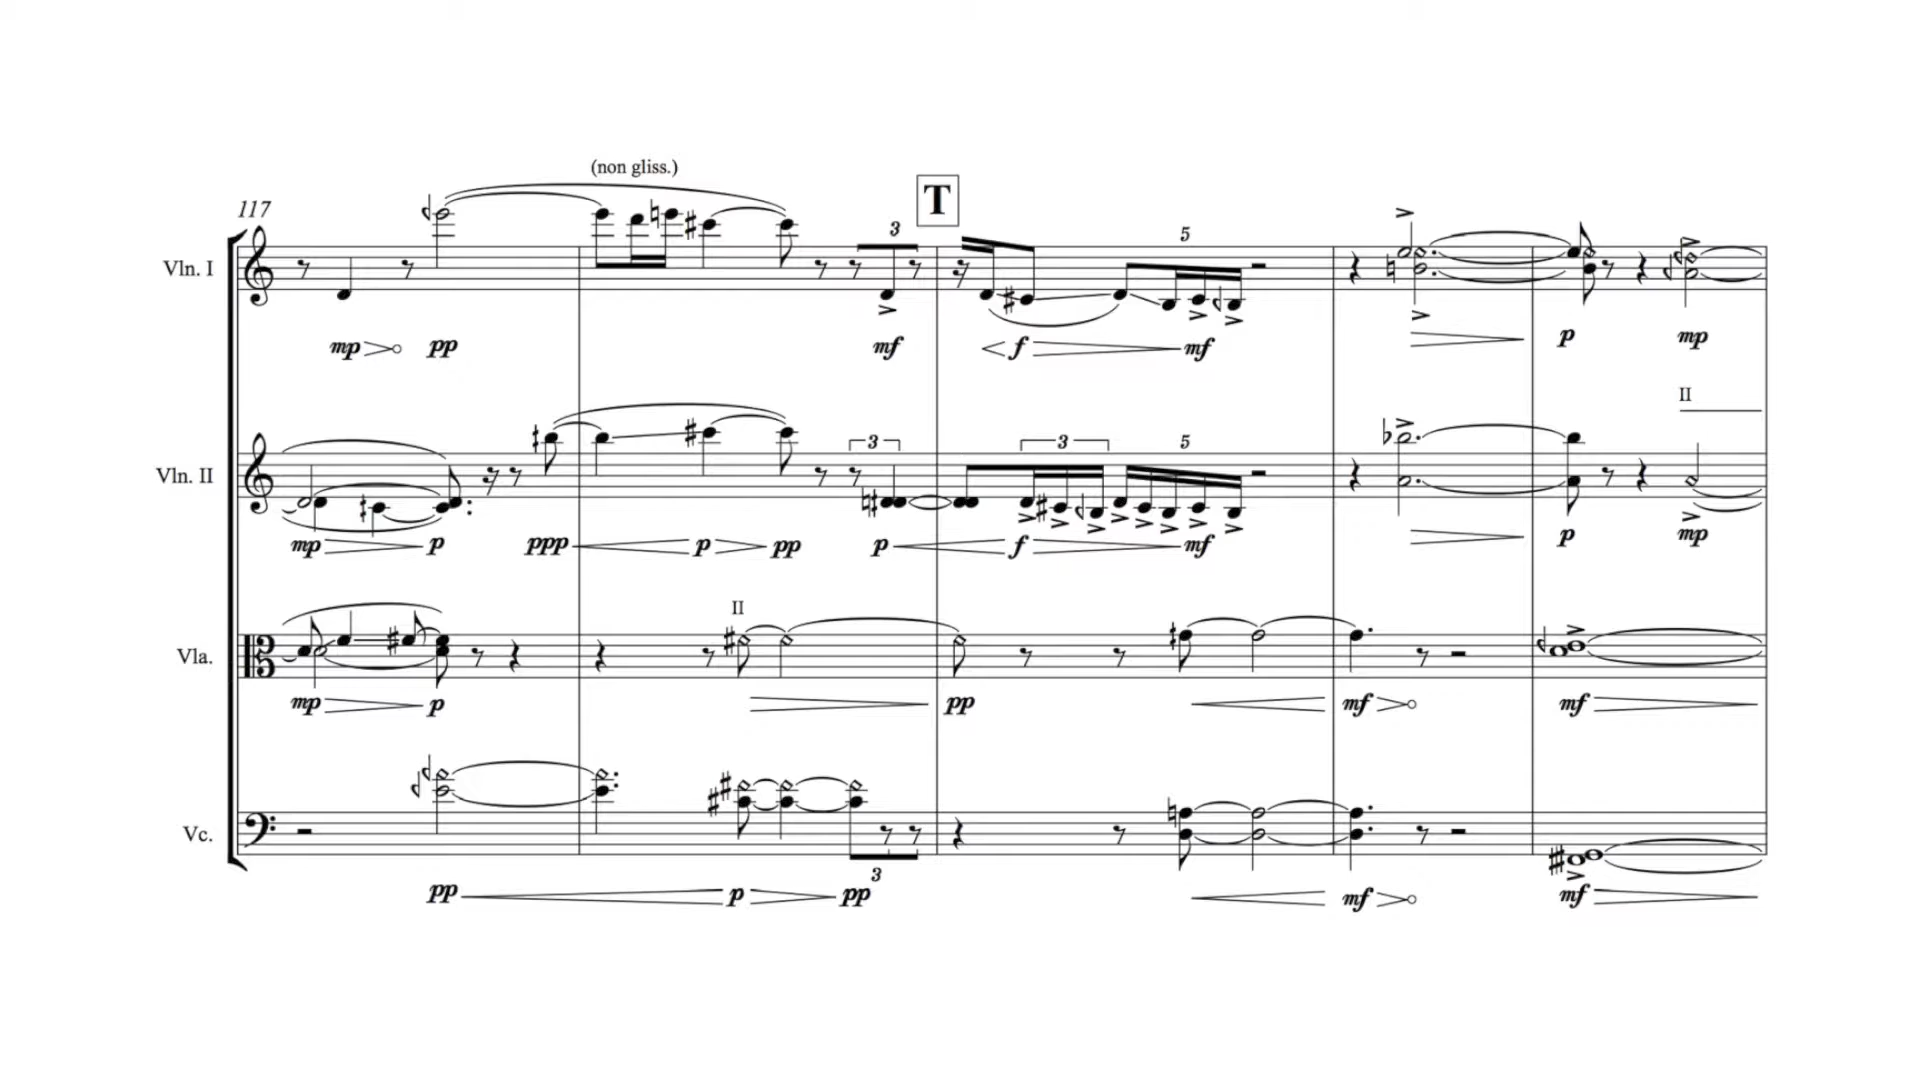 (non gliss.)
117
T
3
5
Vln. I
mp pp mf f mf p mp
II
3 3 5
Vln. II
mp p ppp p pp p f mf p mp
II
Vla.
mp p pp mf mf
Vc.
3
pp p pp mf mf